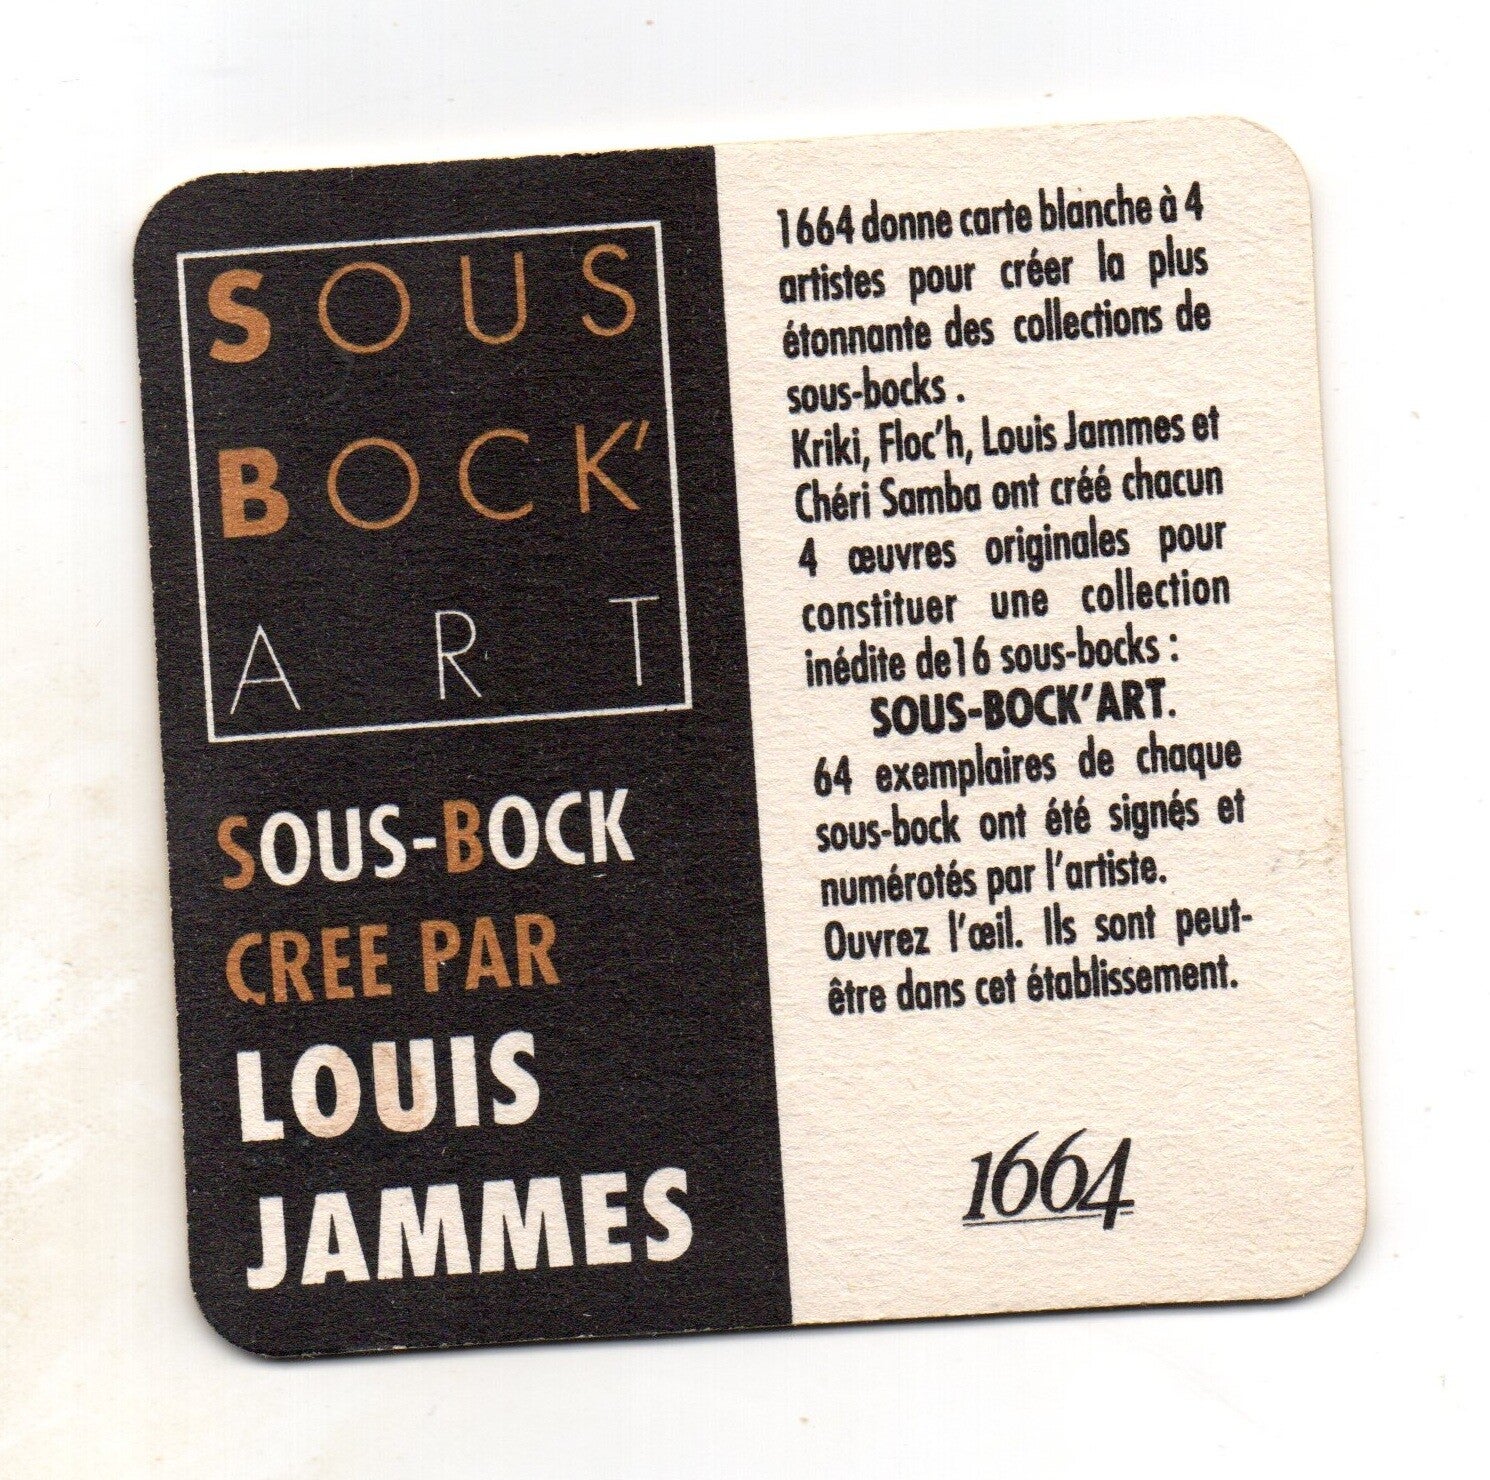 SOUS
BOCK'
ART
SOUS-BOCK
CREE PAR
LOUIS
JAMMES
1664 donne carte blanche à 4
artistes pour créer la plus
étonnante des collections de
sous-bocks .
Kriki, Floc'h, Louis Jammes et
Chéri Samba ont créé chacun
4 œuvres originales pour
constituer une collection
inédite de16 sous-bocks :
SOUS-BOCK'ART.
64 exemplaires de chaque
sous-bock ont été signés et
numérotés par l'artiste.
Ouvrez l'œil. Ils sont peut-
être dans cet établissement.
1664